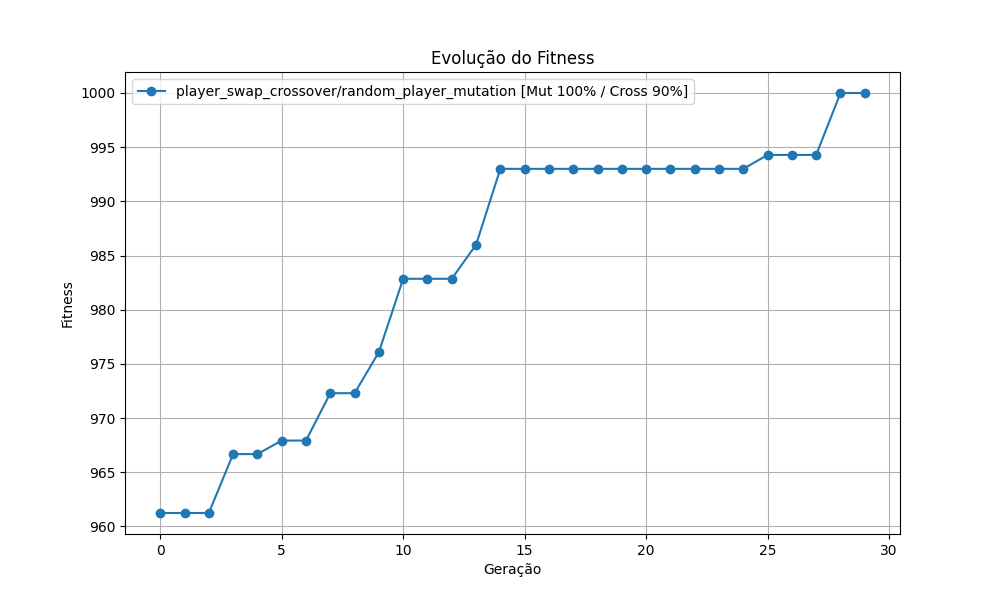 Evolução do Fitness
player_swap_crossover/random_player_mutation [Mut 100% / Cross 90%]
1000
995
990
985
980
975
970
965
960
Fitness
0 5 10 15 20 25 30
Geração